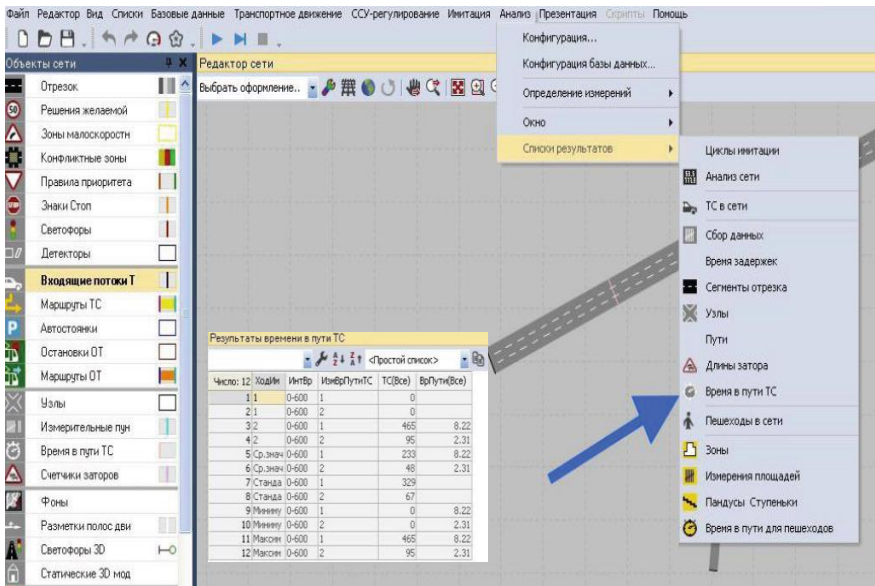 Файл Редактор Вид Списки Базовые данные Транспортное движение ССУ-регулирование Имитация Анализ Презентация Скрипты Помощь
Объекты сети
Отрезок
50
Решения желаемой
Зоны малоскоростн
Конфликтные зоны
Правила приоритета
Знаки Стоп
Светофоры
Детекторы
Входящие потоки Т
Маршруты ТС
P
Автостоянки
Остановки ОТ
Маршруты ОТ
Узлы
Измерительные пун
Время в пути ТС
Счетчики заторов
Фоны
Разметки полос дви
Светофоры 3D
Статические 3D мод
Редактор сети
Выбрать оформление..
Конфигурация...
Конфигурация базы данных...
Определение измерений
Окно
Списки результатов
Циклы имитации
Анализ сети
ТС в сети
Сбор данных
Время задержек
Сегменты отрезка
Узлы
Пути
Длины затора
Время в пути ТС
Пешеходы в сети
Зоны
Измерения площадей
Пандусы Ступеньки
Время в пути для пешеходов
Результаты времени в пути ТС
<Простой список>
Число: 12 ХодИм ИнтВр ИзмВрПутиТС ТС(Все) ВрПути(Все)
1 1 0-600 1 0
2 1 0-600 2 0
3 2 0-600 1 465 8.22
4 2 0-600 2 95 2.31
5 Ср.знач 0-600 1 233 8.22
6 Ср.знач 0-600 2 48 2.31
7 Станда 0-600 1 329
8 Станда 0-600 2 67
9 Миниму 0-600 1 0 8.22
10 Миниму 0-600 2 0 2.31
11 Максим 0-600 1 465 8.22
12 Максим 0-600 2 95 2.31